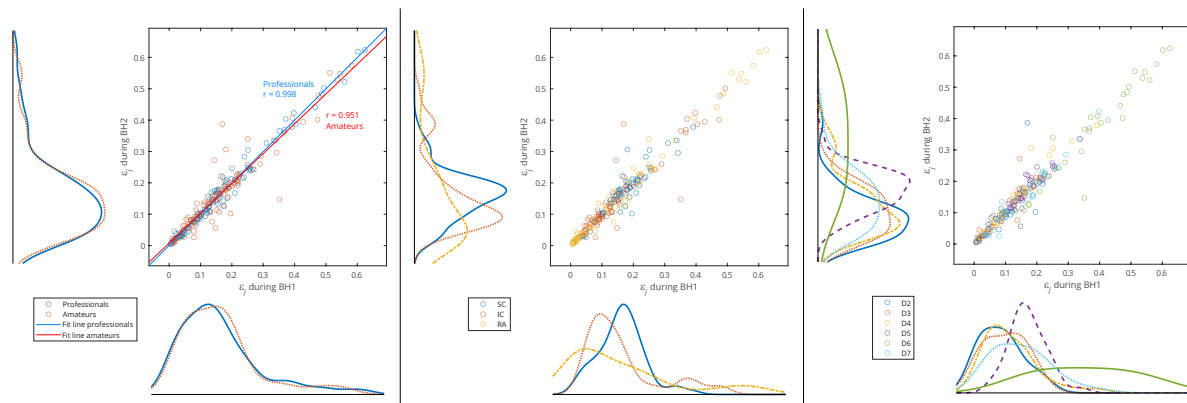 0.6
0.5
0.4
0.3
0.2
0.1
0
εj during BH2
Professionals
r = 0.998
r = 0.951
Amateurs
0 0.1 0.2 0.3 0.4 0.5 0.6
εj during BH1
Professionals
Amateurs
Fit line professionals
Fit line amateurs
0.6
0.5
0.4
0.3
0.2
0.1
0
εj during BH2
0 0.1 0.2 0.3 0.4 0.5 0.6
εj during BH1
SC
IC
RA
0.6
0.5
0.4
0.3
0.2
0.1
0
εj during BH2
0 0.1 0.2 0.3 0.4 0.5 0.6
εj during BH1
D2
D3
D4
D5
D6
D7